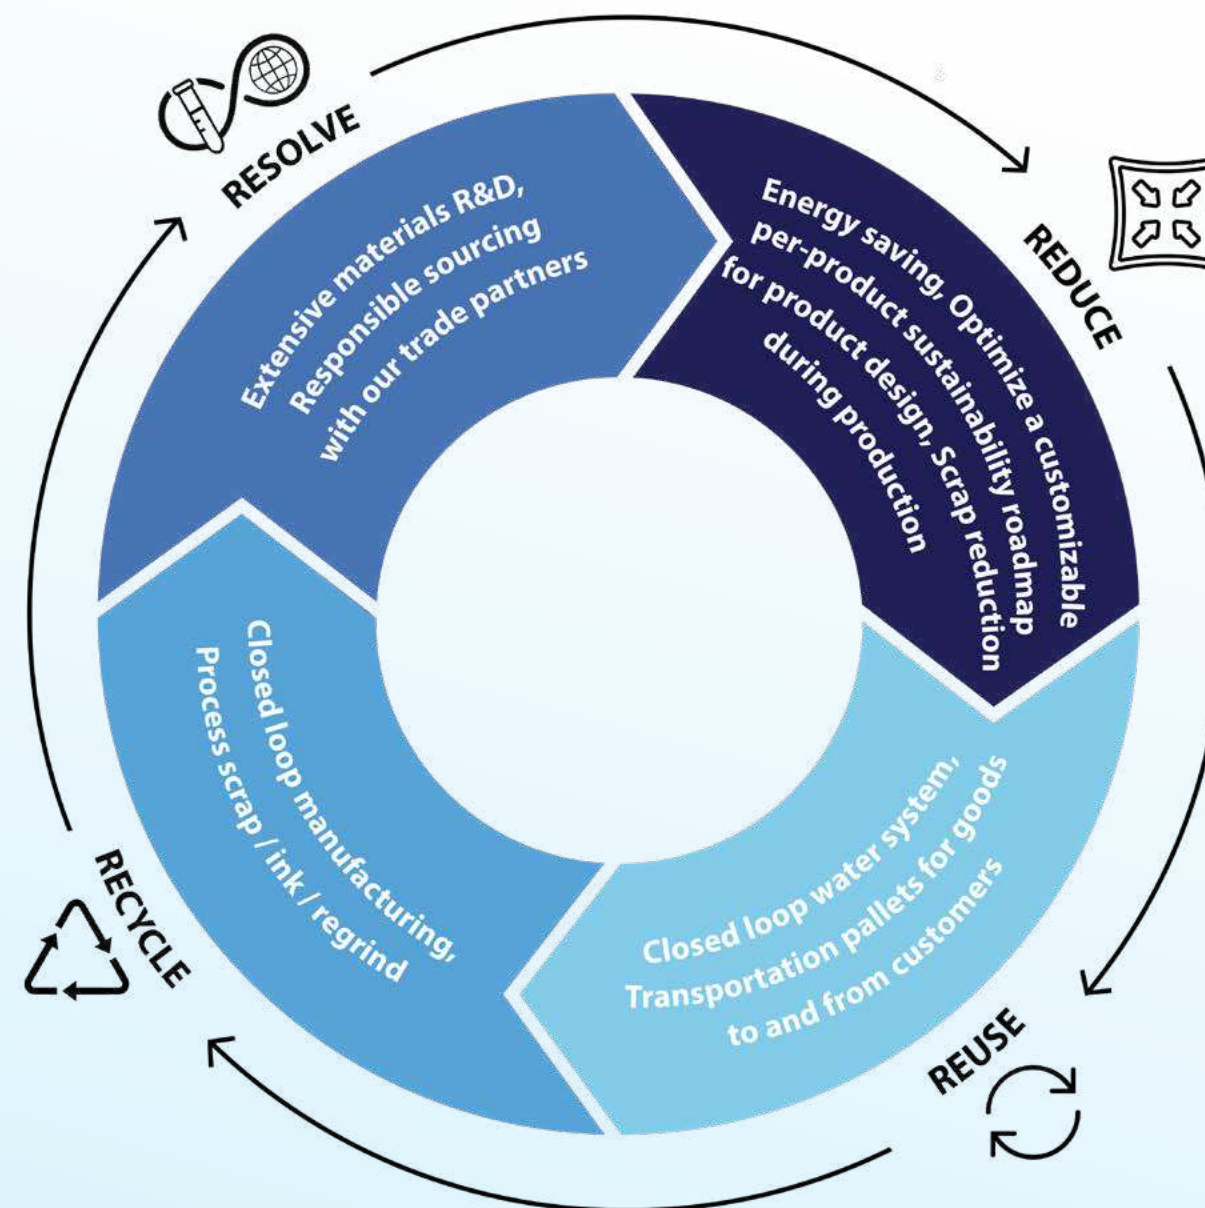 RESOLVE
Extensive materials R&D,
Responsible sourcing
with our trade partners
REDUCE
Energy saving, Optimize a customizable
per-product sustainability roadmap
for product design, Scrap reduction
during production
REUSE
Closed loop water system,
Transportation pallets for goods
to and from customers
RECYCLE
Closed loop manufacturing,
Process scrap / ink / regrind